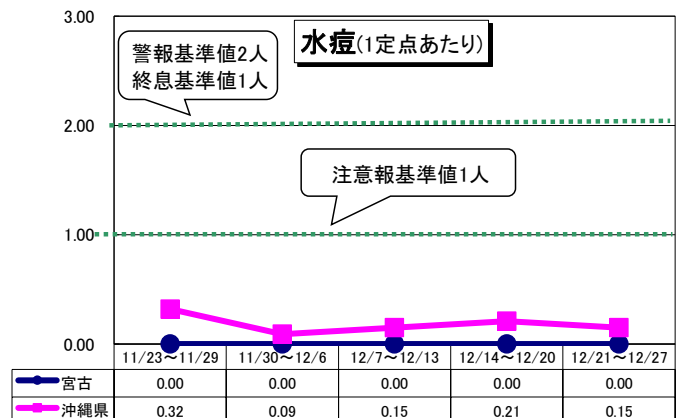 3.00
水痘(1定点あたり)
警報基準値2人
終息基準値1人
2.00
注意報基準値1人
1.00
0.00
11/23～11/29 11/30～12/6 12/7～12/13 12/14～12/20 12/21～12/27
宮古 0.00 0.00 0.00 0.00 0.00
沖縄県 0.32 0.09 0.15 0.21 0.15